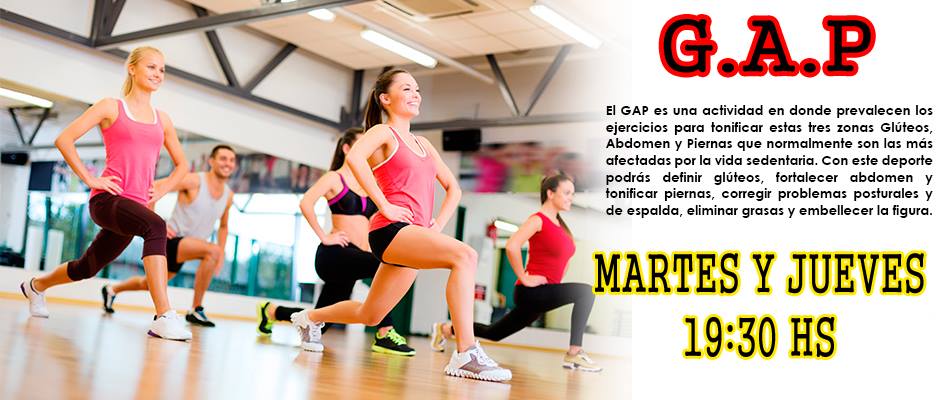 G.A.P
El GAP es una actividad en donde prevalecen los
ejercicios para tonificar estas tres zonas Glúteos,
Abdomen y Piernas que normalmente son las más
afectadas por la vida sedentaria. Con este deporte
podrás definir glúteos, fortalecer abdomen y
tonificar piernas, corregir problemas posturales y
de espalda, eliminar grasas y embellecer la figura.
MARTES Y JUEVES
19:30 HS